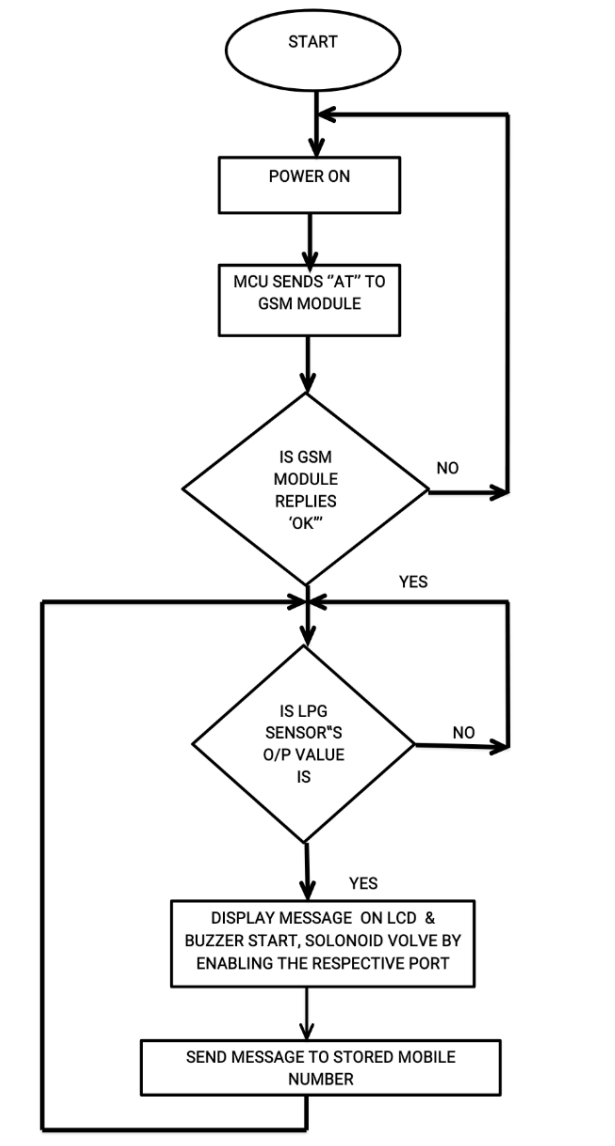 START
POWER ON
MCU SENDS “AT” TO
GSM MODULE
IS GSM
MODULE
REPLIES
‘OK”’
NO
YES
IS LPG
SENSOR‟S
O/P VALUE
IS
NO
YES
DISPLAY MESSAGE ON LCD &
BUZZER START, SOLONOID VOLVE BY
ENABLING THE RESPECTIVE PORT
SEND MESSAGE TO STORED MOBILE
NUMBER